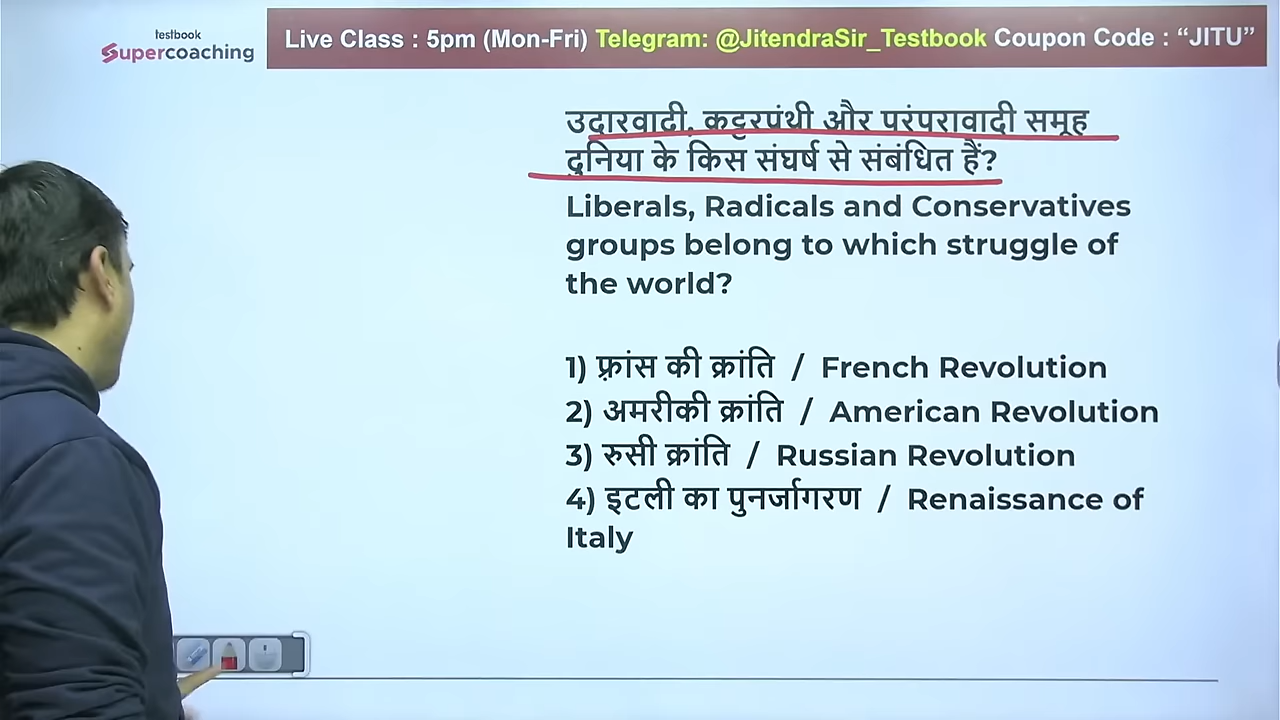 testbook
Supercoaching
Live Class : 5pm (Mon-Fri) Telegram: @JitendraSir_Testbook Coupon Code : “JITU”
उदारवादी, कट्टरपंथी और परंपरावादी समूह
दुनिया के किस संघर्ष से संबंधित हैं?
Liberals, Radicals and Conservatives
groups belong to which struggle of
the world?
1) फ़्रांस की क्रांति / French Revolution
2) अमरीकी क्रांति / American Revolution
3) रुसी क्रांति / Russian Revolution
4) इटली का पुनर्जागरण / Renaissance of
Italy